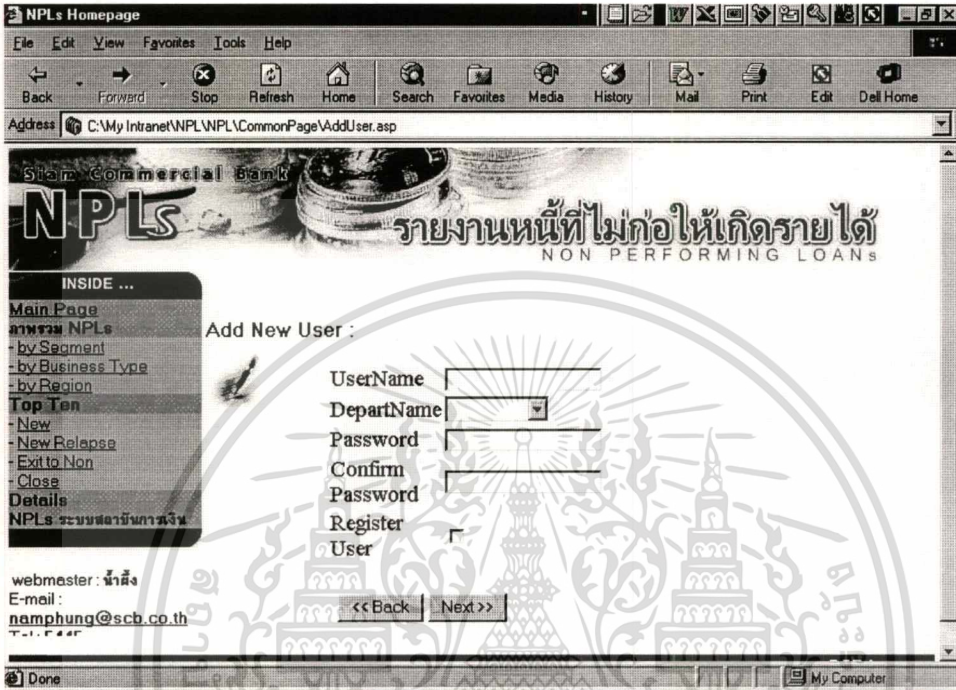 NPLs Homepage
File Edit View Favorites Tools Help
Back Forward Stop Refresh Home Search Favorites Media History Mail Print Edit Dell Home
Address C:\My Intranet\NPL\NPL\CommonPage\AddUser.asp
Siam Commercial Bank
NPLs
รายงานหนี้ที่ไม่ก่อให้เกิดรายได้
NON PERFORMING LOANs
INSIDE ...
Main Page
ภาพรวม NPLs
- by Segment
- by Business Type
- by Region
Top Ten
- New
- New Relapse
- Exit to Non
- Close
Details
NPLs ระบบสถาบันการเงิน
webmaster : น้ำผึ้ง
E-mail :
namphung@scb.co.th
Add New User :
UserName
DepartName
Password
Confirm
Password
Register
User
<< Back Next >>
Done My Computer